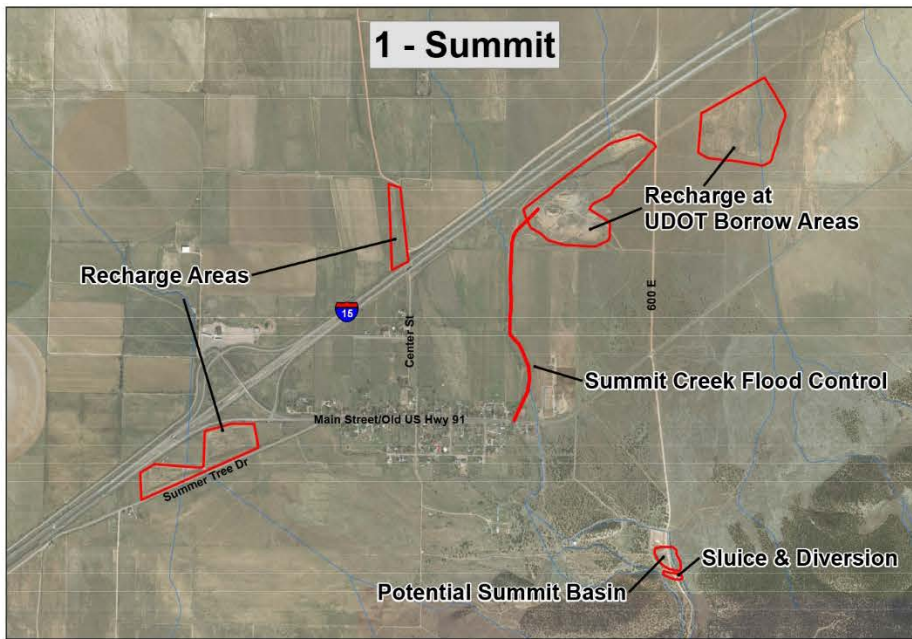 1 - Summit
Recharge at
UDOT Borrow Areas
Recharge Areas
600 E
15
Center St
Summit Creek Flood Control
Main Street/Old US Hwy 91
Summer Tree Dr
Sluice & Diversion
Potential Summit Basin